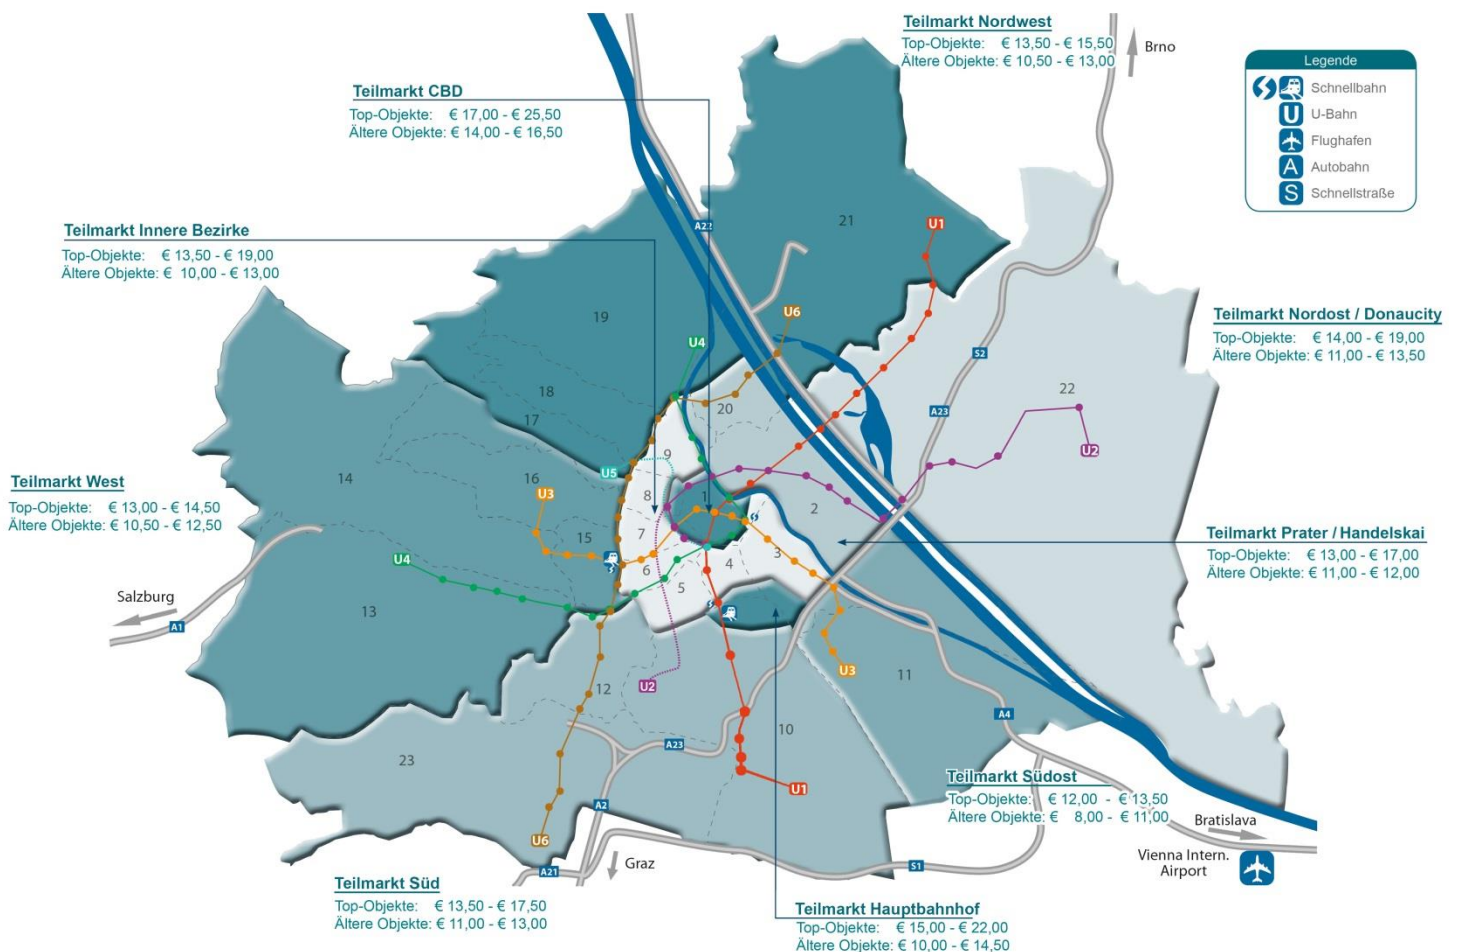 Teilmarkt Nordwest
Top-Objekte: € 13,50 - € 15,50
Ältere Objekte: € 10,50 - € 13,00
Brno
Legende
Schnellbahn
U U-Bahn
Flughafen
A Autobahn
S Schnellstraße
Teilmarkt CBD
Top-Objekte: € 17,00 - € 25,50
Ältere Objekte: € 14,00 - € 16,50
Teilmarkt Innere Bezirke
Top-Objekte: € 13,50 - € 19,00
Ältere Objekte: € 10,00 - € 13,00
A22
21
U1
19
U6
U4
Teilmarkt Nordost / Donaucity
Top-Objekte: € 14,00 - € 19,00
Ältere Objekte: € 11,00 - € 13,50
S2
18
17
20
22
A23
U2
14
16
9
U5
U3
8
1
2
Teilmarkt West
Top-Objekte: € 13,00 - € 14,50
Ältere Objekte: € 10,50 - € 12,50
15
7
3
6
4
5
U4
Teilmarkt Prater / Handelskai
Top-Objekte: € 13,00 - € 17,00
Ältere Objekte: € 11,00 - € 12,00
Salzburg
A1
13
12
U2
U3
11
10
A23
A4
23
U1
A2
U6
Teilmarkt Südost
Top-Objekte: € 12,00 - € 13,50
Ältere Objekte: € 8,00 - € 11,00
Bratislava
Vienna Intern.
Airport
Graz
A21
S1
Teilmarkt Süd
Top-Objekte: € 13,50 - € 17,50
Ältere Objekte: € 11,00 - € 13,00
Teilmarkt Hauptbahnhof
Top-Objekte: € 15,00 - € 22,00
Ältere Objekte: € 10,00 - € 14,50